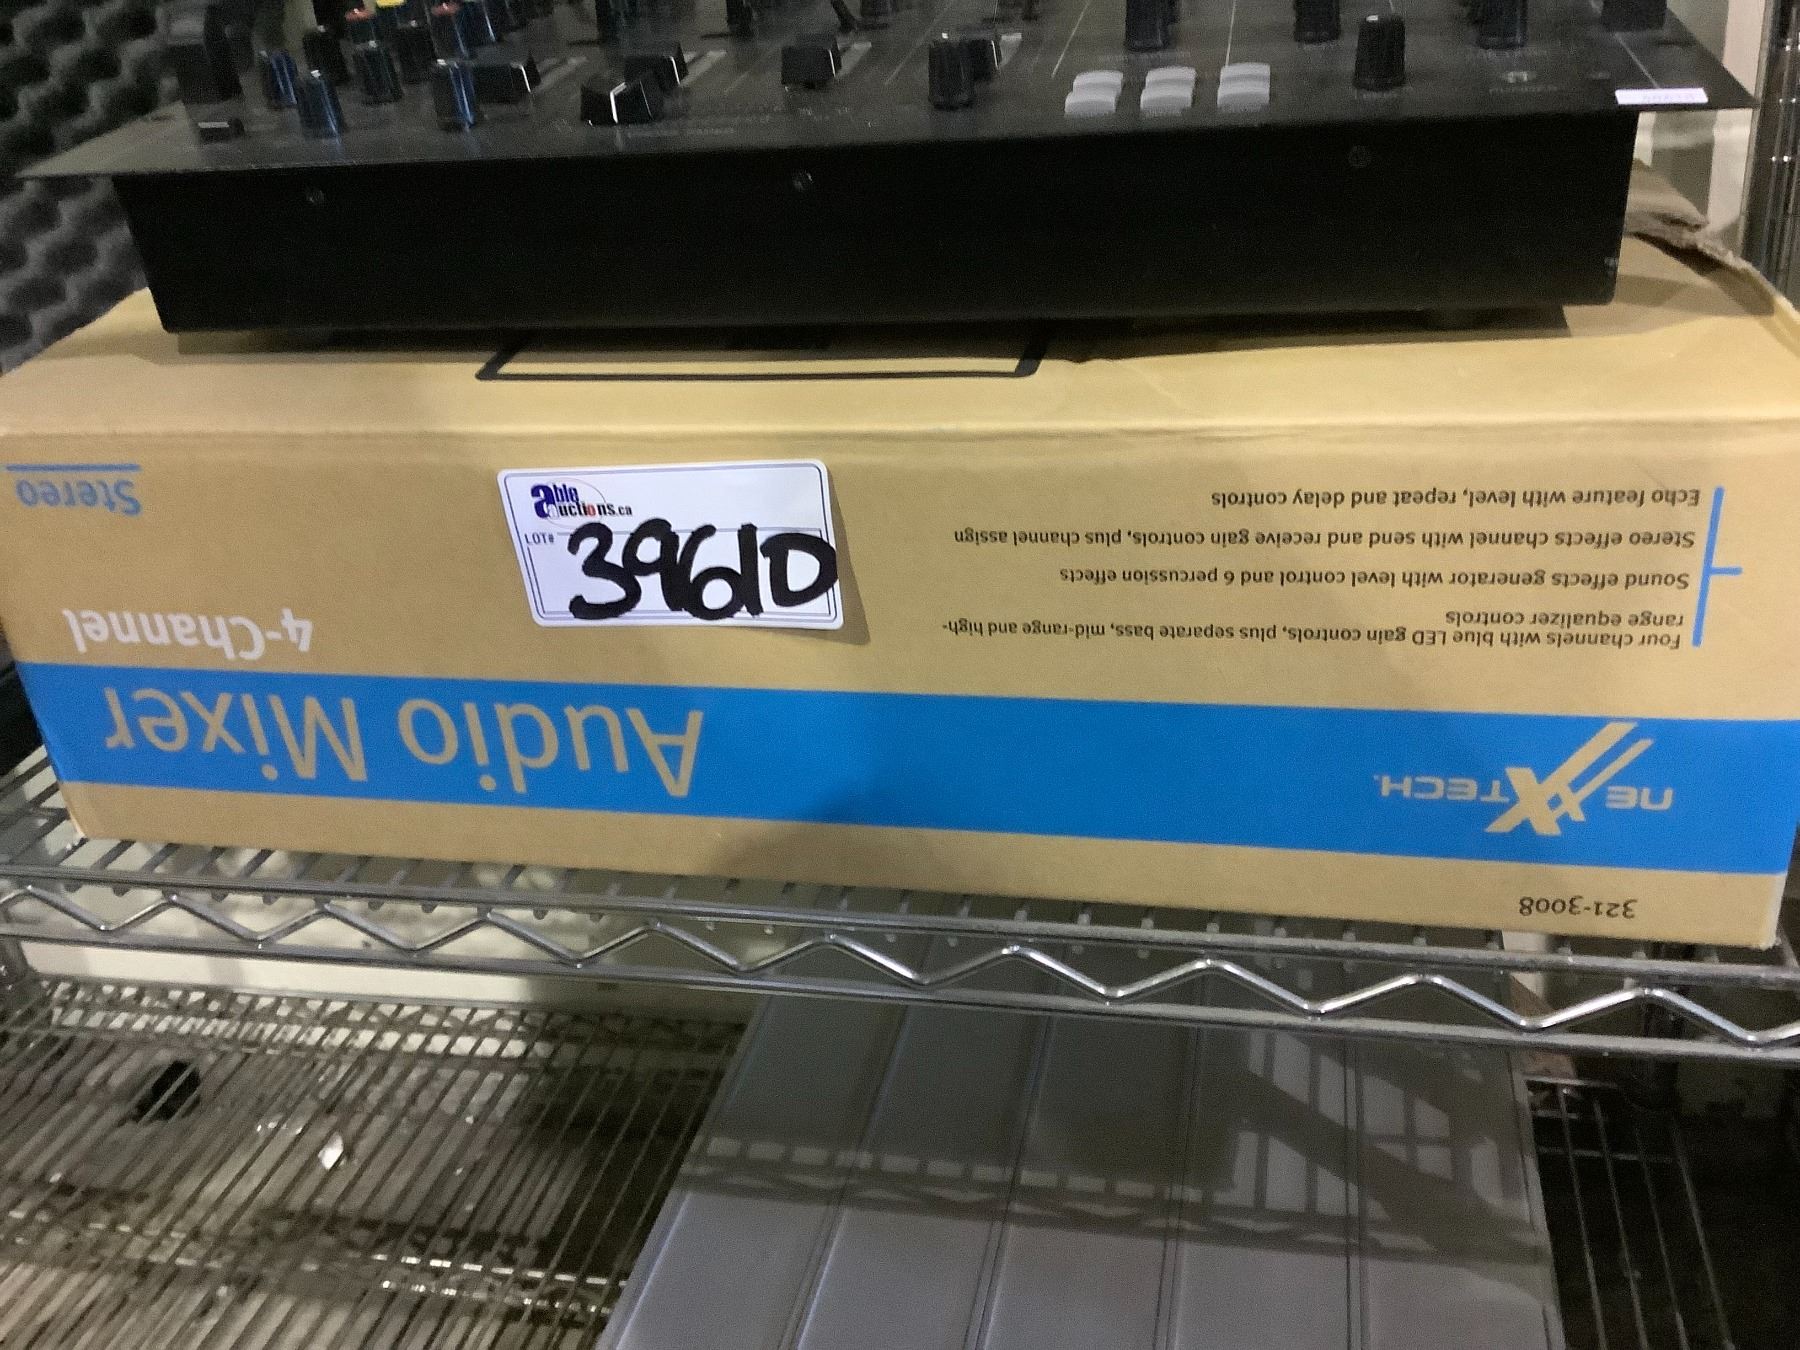 able
auctions.ca
LOT#
3961D
321-3008
NEXXTECH.
Audio Mixer
4-Channel
Stereo
Four channels with blue LED gain controls, plus separate bass, mid-range and high-
range equalizer controls
Sound effects generator with level control and 6 percussion effects
Stereo effects channel with send and receive gain controls, plus channel assign
Echo feature with level, repeat and delay controls